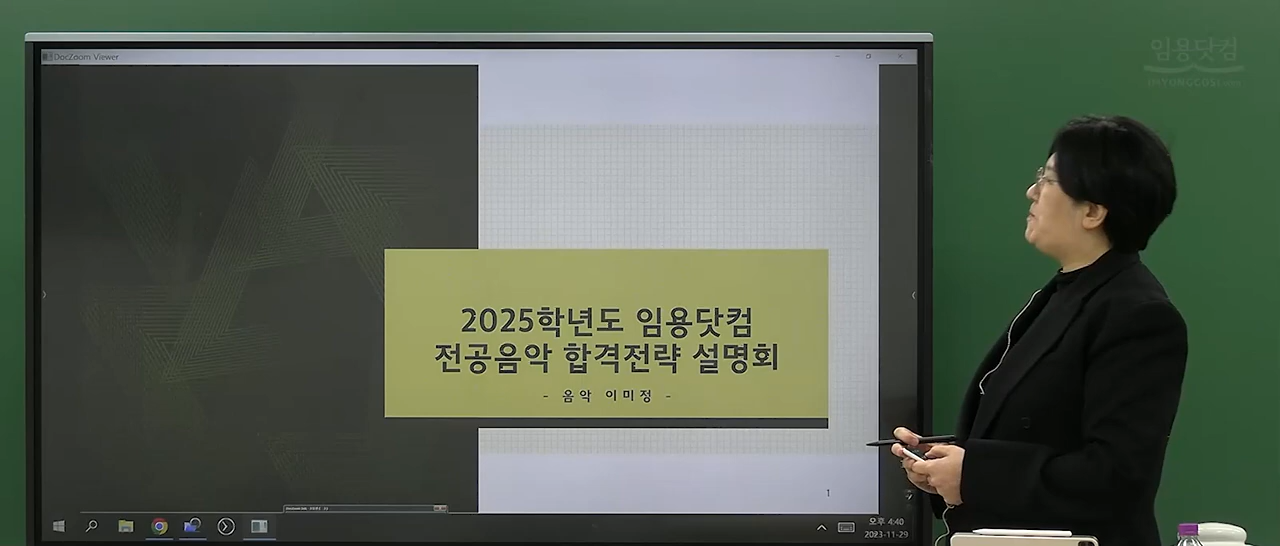 DocZoom Viewer
임용닷컴
2025학년도 임용닷컴
전공음악 합격전략 설명회
- 음악 이미정 -
1
오후 4:40
2023-11-29